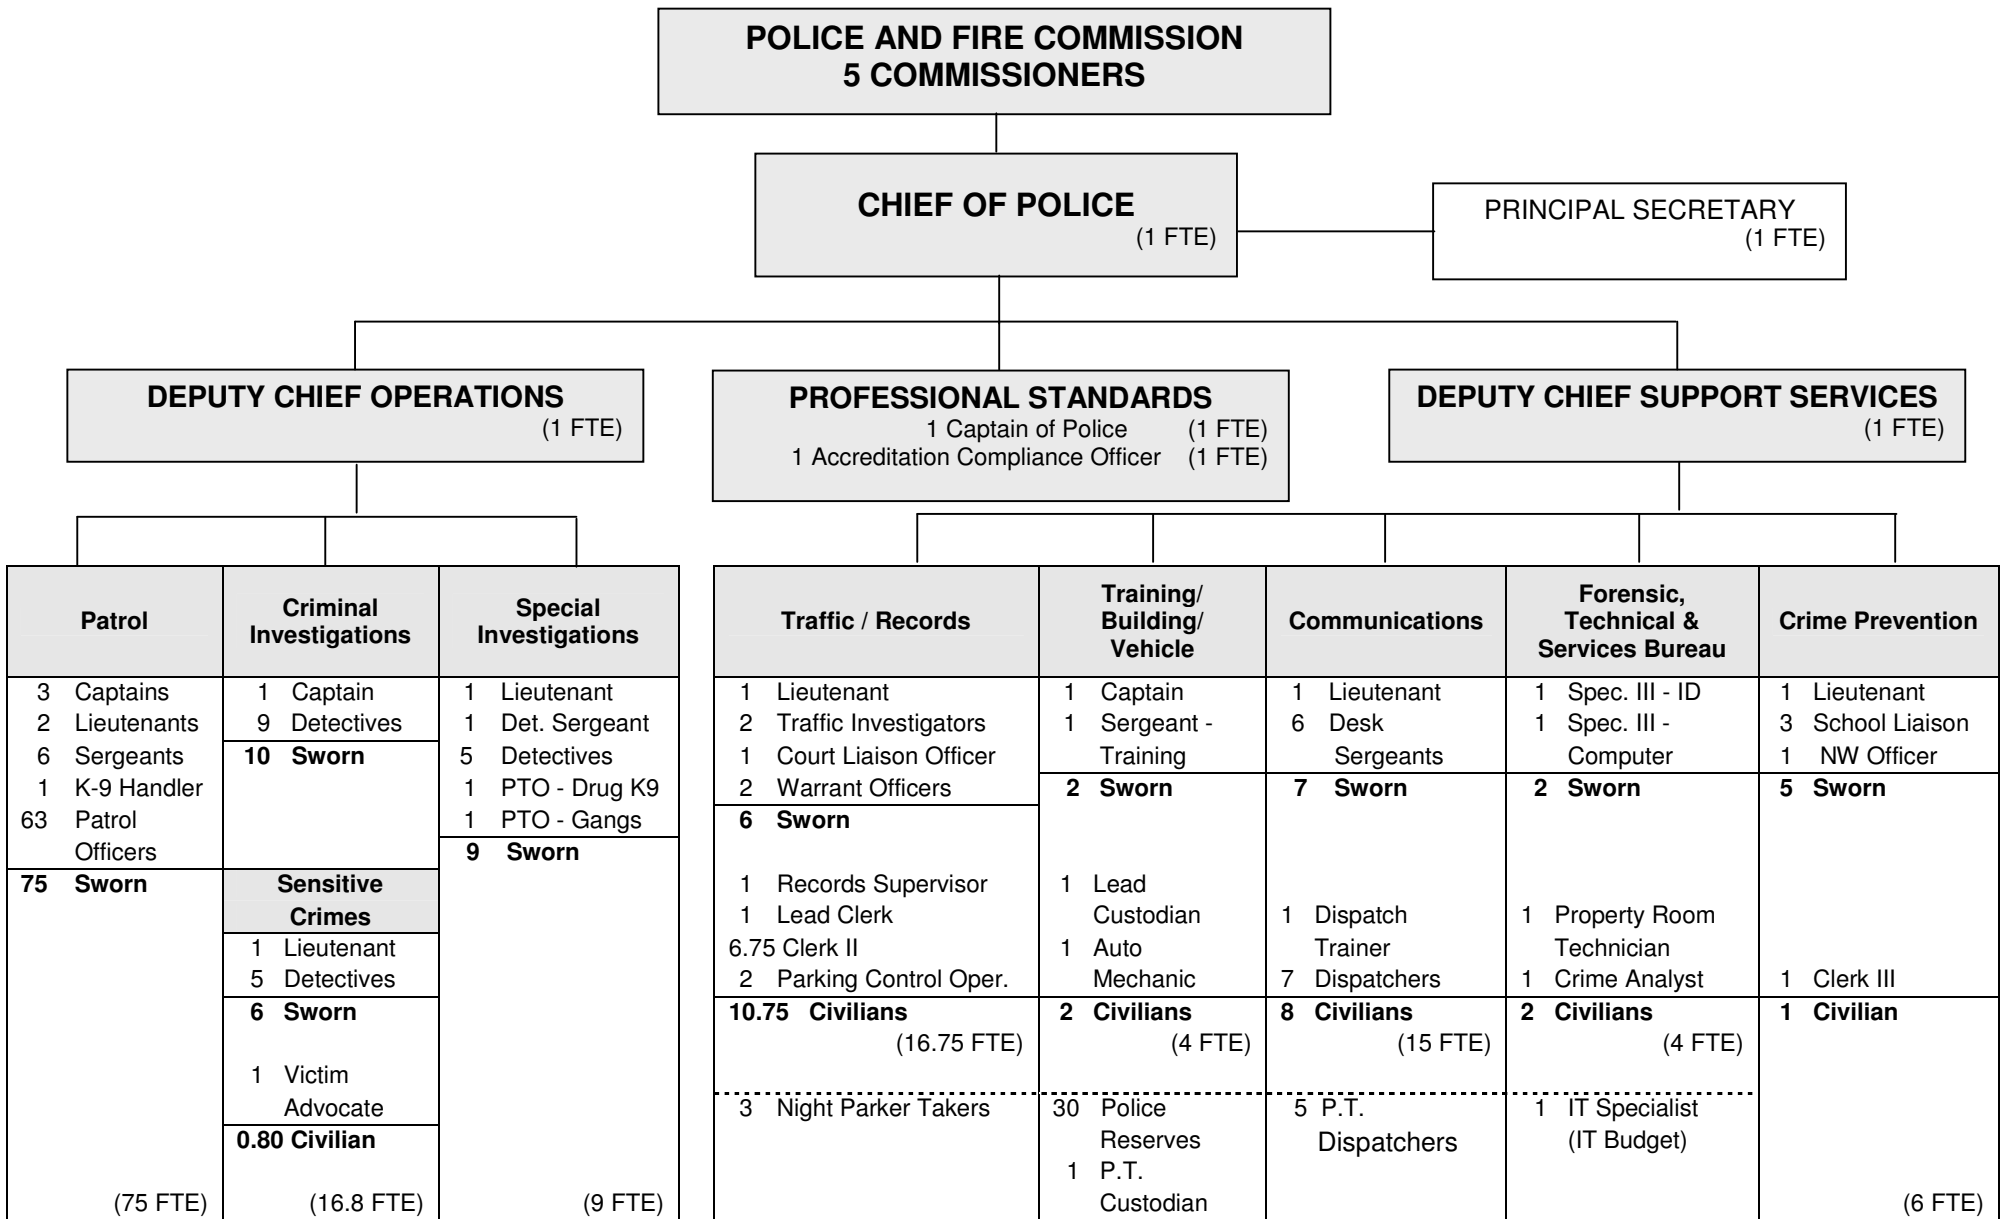 POLICE AND FIRE COMMISSION
5 COMMISSIONERS
CHIEF OF POLICE
(1 FTE)
PRINCIPAL SECRETARY
(1 FTE)
DEPUTY CHIEF OPERATIONS
(1 FTE)
PROFESSIONAL STANDARDS
1 Captain of Police (1 FTE)
1 Accreditation Compliance Officer (1 FTE)
DEPUTY CHIEF SUPPORT SERVICES
(1 FTE)
Patrol
3 Captains
2 Lieutenants
6 Sergeants
1 K-9 Handler
63 Patrol
Officers
75 Sworn
(75 FTE)
Criminal
Investigations
1 Captain
9 Detectives
10 Sworn
Sensitive
Crimes
1 Lieutenant
5 Detectives
6 Sworn
1 Victim
Advocate
0.80 Civilian
(16.8 FTE)
Special
Investigations
1 Lieutenant
1 Det. Sergeant
5 Detectives
1 PTO - Drug K9
1 PTO - Gangs
9 Sworn
(9 FTE)
Traffic / Records
1 Lieutenant
2 Traffic Investigators
1 Court Liaison Officer
2 Warrant Officers
6 Sworn
1 Records Supervisor
1 Lead Clerk
6.75 Clerk II
2 Parking Control Oper.
10.75 Civilians
(16.75 FTE)
3 Night Parker Takers
Training/
Building/
Vehicle
1 Captain
1 Sergeant -
Training
2 Sworn
1 Lead
Custodian
1 Auto
Mechanic
2 Civilians
(4 FTE)
30 Police
Reserves
1 P.T.
Custodian
Communications
1 Lieutenant
6 Desk
Sergeants
7 Sworn
1 Dispatch
Trainer
7 Dispatchers
8 Civilians
(15 FTE)
5 P.T.
Dispatchers
Forensic,
Technical &
Services Bureau
1 Spec. III - ID
1 Spec. III -
Computer
2 Sworn
1 Property Room
Technician
1 Crime Analyst
2 Civilians
(4 FTE)
1 IT Specialist
(IT Budget)
Crime Prevention
1 Lieutenant
3 School Liaison
1 NW Officer
5 Sworn
1 Clerk III
1 Civilian
(6 FTE)